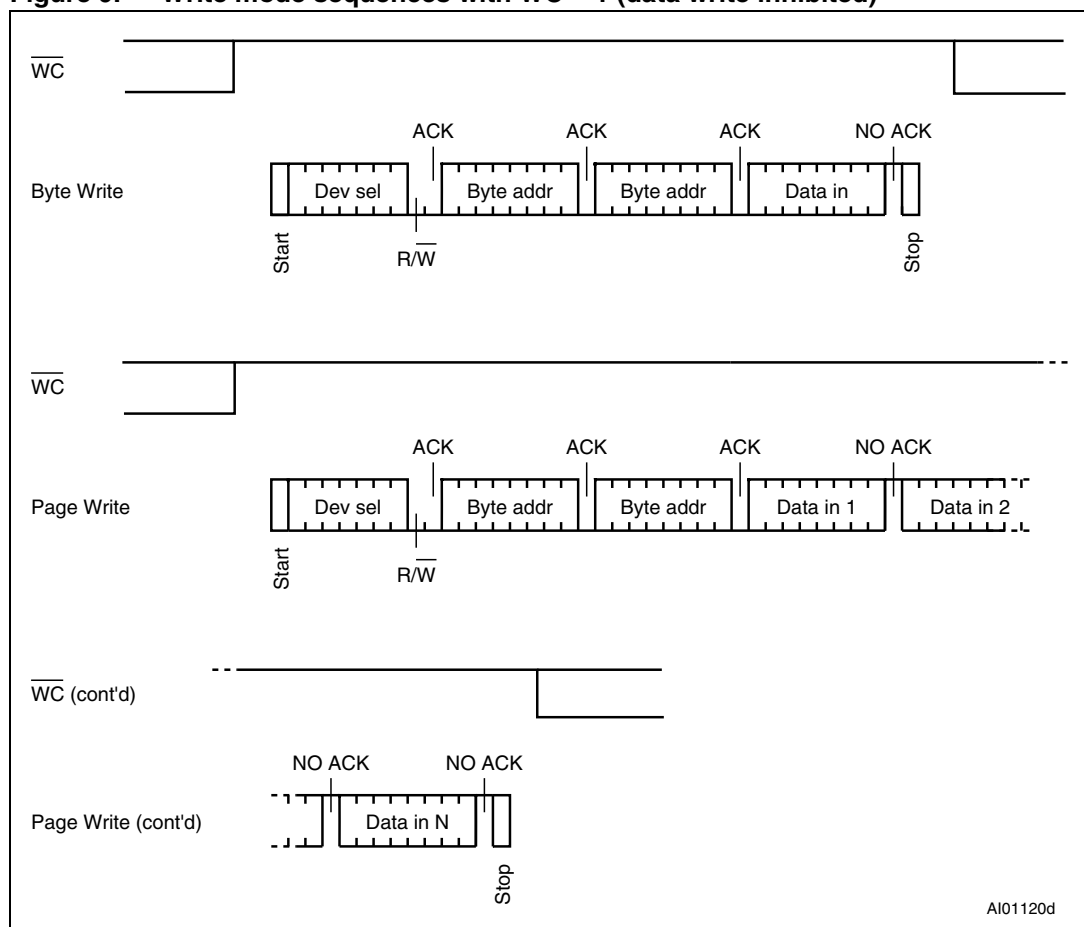 WC
ACK ACK ACK NO ACK
Byte Write Dev sel Byte addr Byte addr Data in
R/W
Start Stop
WC
ACK ACK ACK NO ACK
Page Write Dev sel Byte addr Byte addr Data in 1 Data in 2
R/W
Start
WC (cont'd)
NO ACK NO ACK
Page Write (cont'd) Data in N
Stop
AI01120d